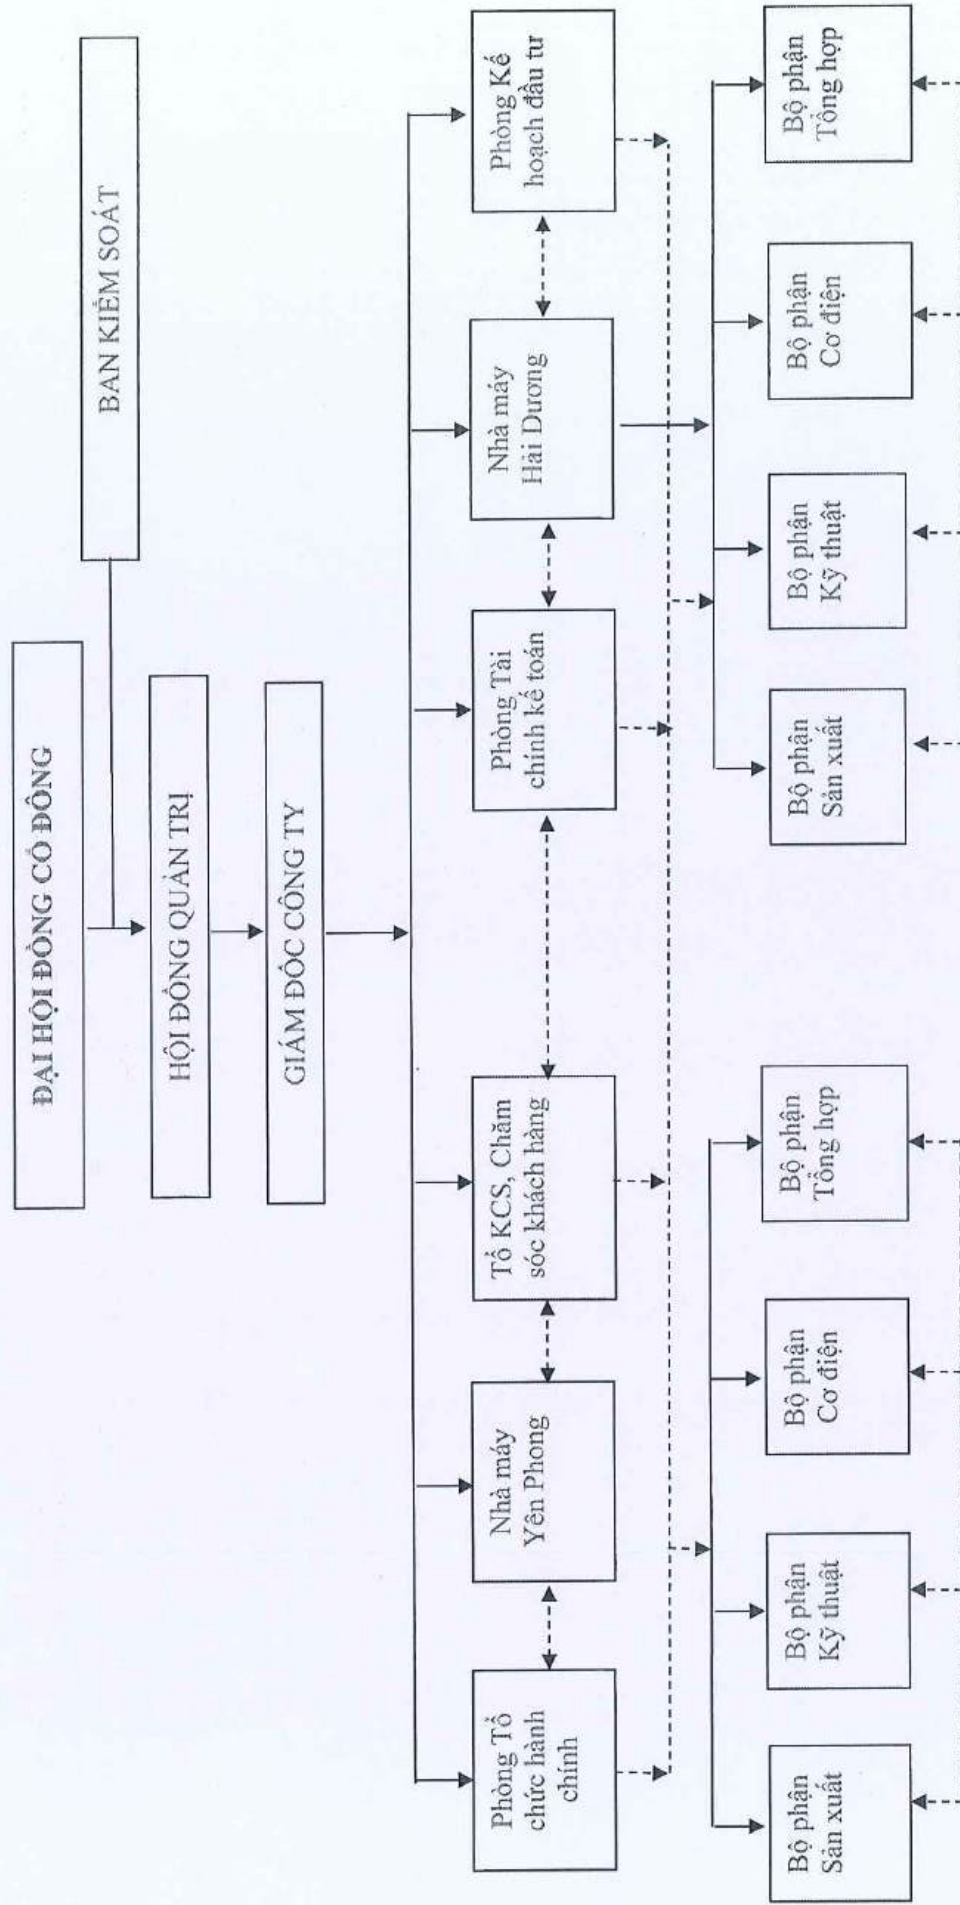 ĐẠI HỘI ĐỒNG CỔ ĐÔNG
BAN KIỂM SOÁT
HỘI ĐỒNG QUẢN TRỊ
GIÁM ĐỐC CÔNG TY
Phòng Tổ
chức hành
chính
Nhà máy
Yên Phong
Tổ KCS, Chăm
sóc khách hàng
Phòng Tài
chính kế toán
Nhà máy
Hải Dương
Phòng Kế
hoạch đầu tư
Bộ phận
Sản xuất
Bộ phận
Kỹ thuật
Bộ phận
Cơ điện
Bộ phận
Tổng hợp
Bộ phận
Sản xuất
Bộ phận
Kỹ thuật
Bộ phận
Cơ điện
Bộ phận
Tổng hợp